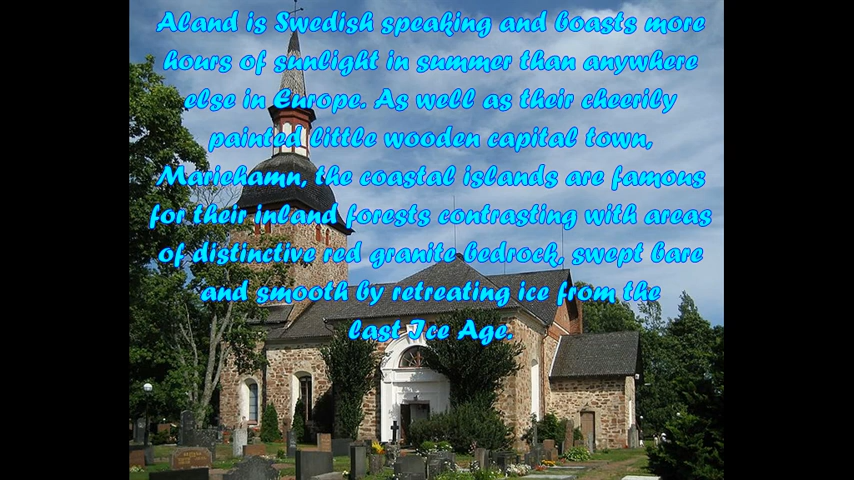 Aland is Swedish speaking and boasts more
hours of sunlight in summer than anywhere
else in Europe. As well as their cheerily
painted little wooden capital town,
Mariehamn, the coastal islands are famous
for their inland forests contrasting with areas
of distinctive red granite bedrock, swept bare
and smooth by retreating ice from the
last Ice Age.